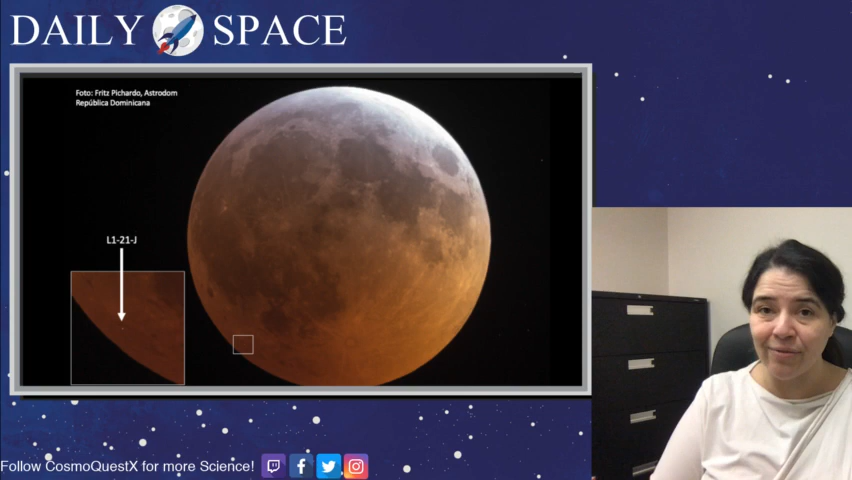 DAILY SPACE
Foto: Fritz Pichardo, Astrodom
República Dominicana
L1-21-J
Follow CosmoQuestX for more Science!